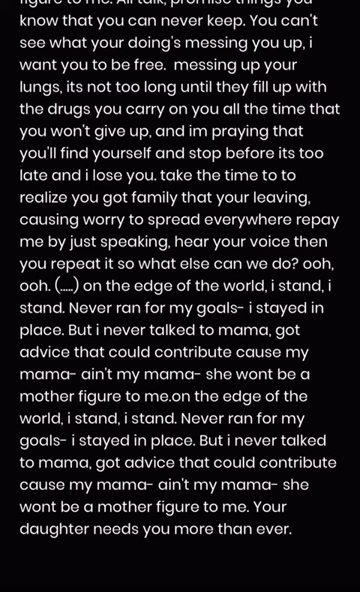 figure to me. All talk, promise things you
know that you can never keep. You can't
see what your doing's messing you up, i
want you to be free.  messing up your
lungs, its not too long until they fill up with
the drugs you carry on you all the time that
you won't give up, and im praying that
you'll find yourself and stop before its too
late and i lose you. take the time to to
realize you got family that your leaving,
causing worry to spread everywhere repay
me by just speaking, hear your voice then
you repeat it so what else can we do? ooh,
ooh. (.....) on the edge of the world, i stand, i
stand. Never ran for my goals- i stayed in
place. But i never talked to mama, got
advice that could contribute cause my
mama- ain't my mama- she wont be a
mother figure to me.on the edge of the
world, i stand, i stand. Never ran for my
goals- i stayed in place. But i never talked
to mama, got advice that could contribute
cause my mama- ain't my mama- she
wont be a mother figure to me. Your
daughter needs you more than ever.